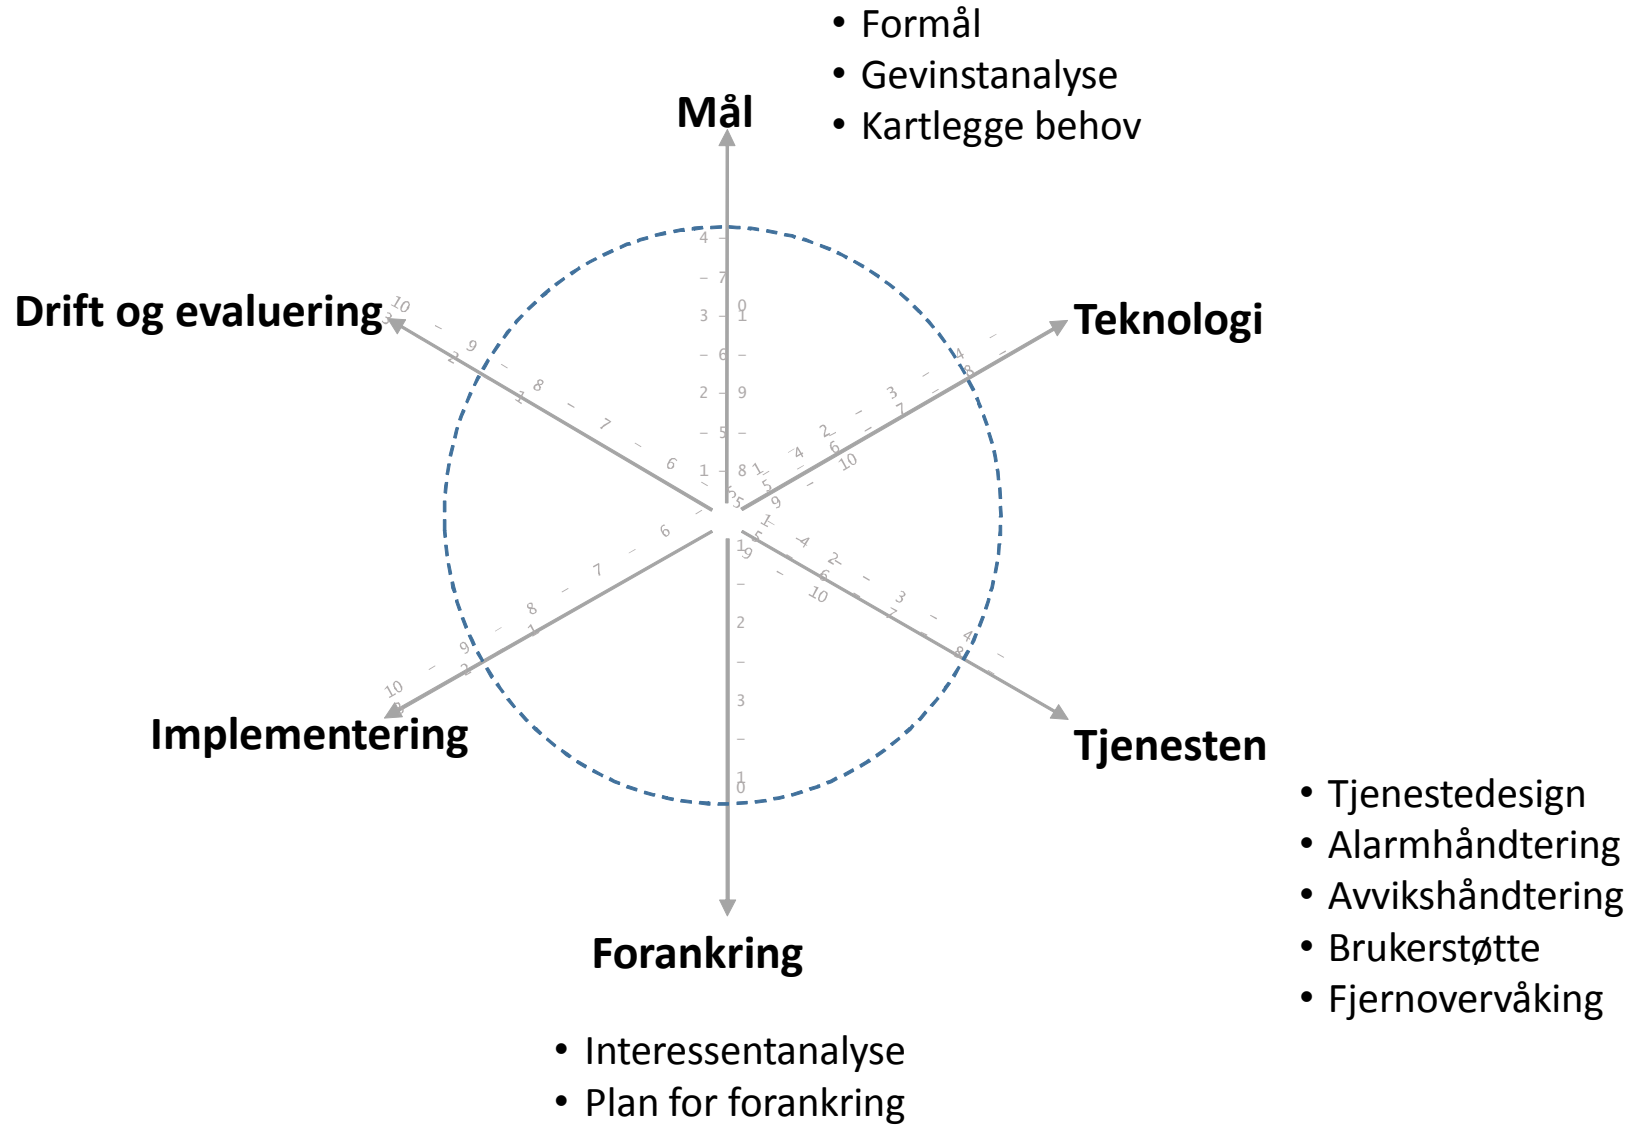 • Formål
• Gevinstanalyse
• Kartlegge behov
Mål
Drift og evaluering
Teknologi
Implementering
Tjenesten
• Tjenestedesign
• Alarmhåndtering
• Avvikshåndtering
• Brukerstøtte
• Fjernovervåking
Forankring
• Interessentanalyse
• Plan for forankring